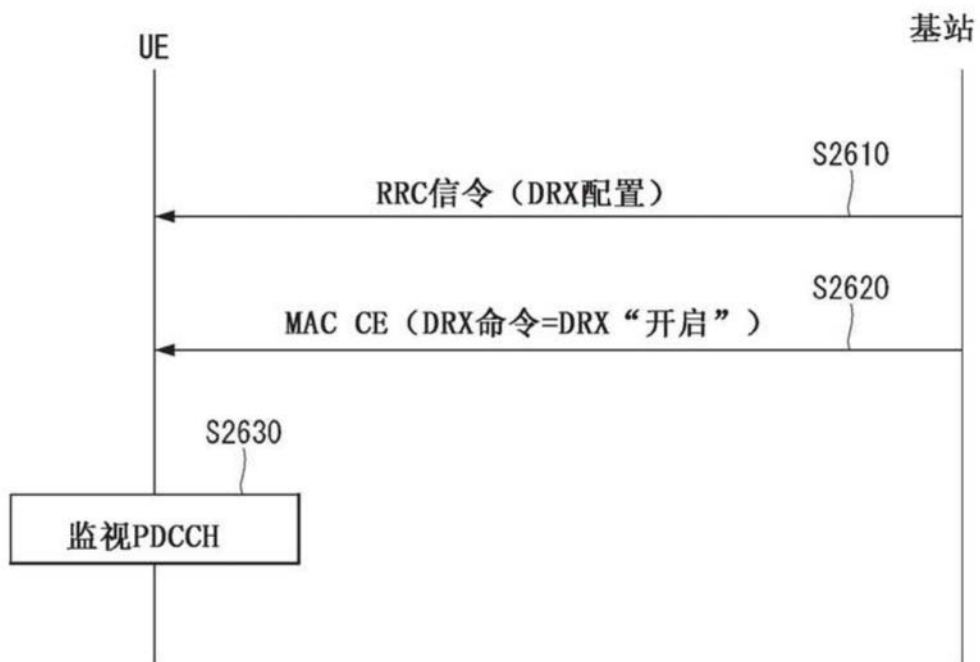 基站
UE
S2610
RRC信令（DRX配置）
S2620
MAC CE（DRX命令=DRX“开启”）
S2630
监视PDCCH